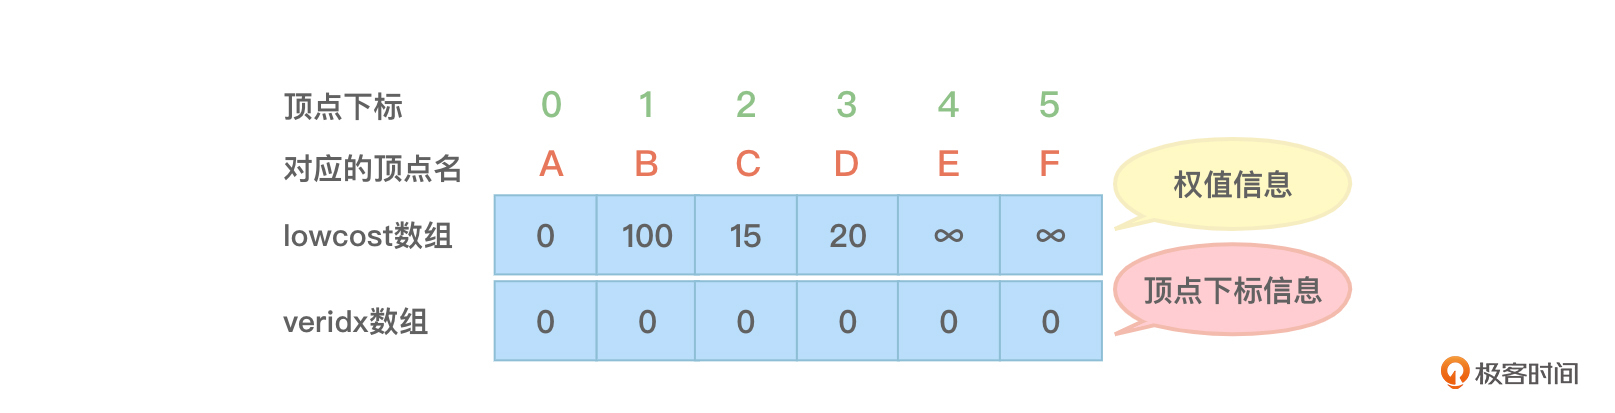 顶点下标 0 1 2 3 4 5
对应的顶点名 A B C D E F
权值信息
lowcost数组 0 100 15 20 ∞ ∞
顶点下标信息
veridx数组 0 0 0 0 0 0
极客时间